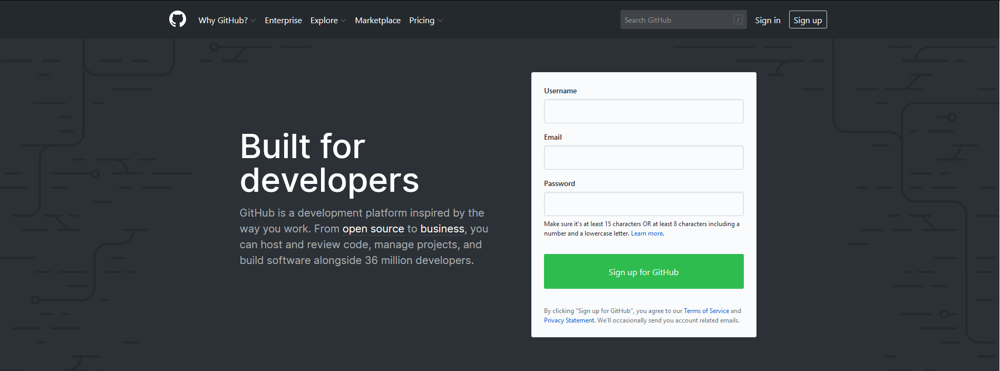 Why GitHub? Enterprise Explore Marketplace Pricing Search GitHub / Sign in Sign up
Built for
developers
GitHub is a development platform inspired by the
way you work. From open source to business, you
can host and review code, manage projects, and
build software alongside 36 million developers.
Username
Email
Password
Make sure it's at least 15 characters OR at least 8 characters including a
number and a lowercase letter. Learn more.
Sign up for GitHub
By clicking “Sign up for GitHub”, you agree to our Terms of Service and
Privacy Statement. We’ll occasionally send you account related emails.